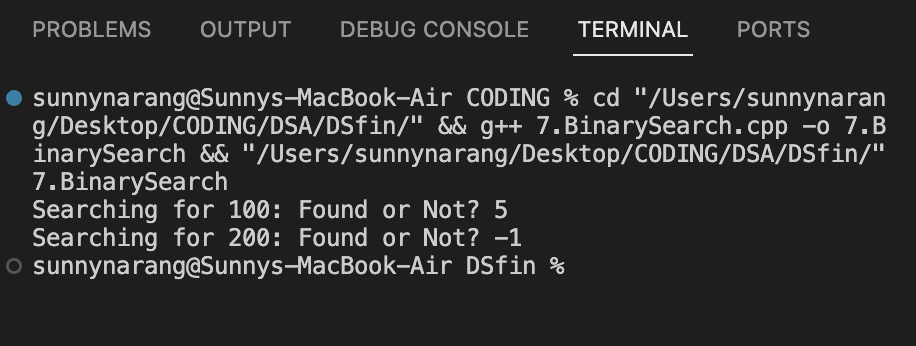 PROBLEMS OUTPUT DEBUG CONSOLE TERMINAL PORTS
sunnynarang@Sunnys-MacBook-Air CODING % cd "/Users/sunnynaran
g/Desktop/CODING/DSA/DSfin/" && g++ 7.BinarySearch.cpp -o 7.B
inarySearch && "/Users/sunnynarang/Desktop/CODING/DSA/DSfin/"
7.BinarySearch
Searching for 100: Found or Not? 5
Searching for 200: Found or Not? -1
sunnynarang@Sunnys-MacBook-Air DSfin %